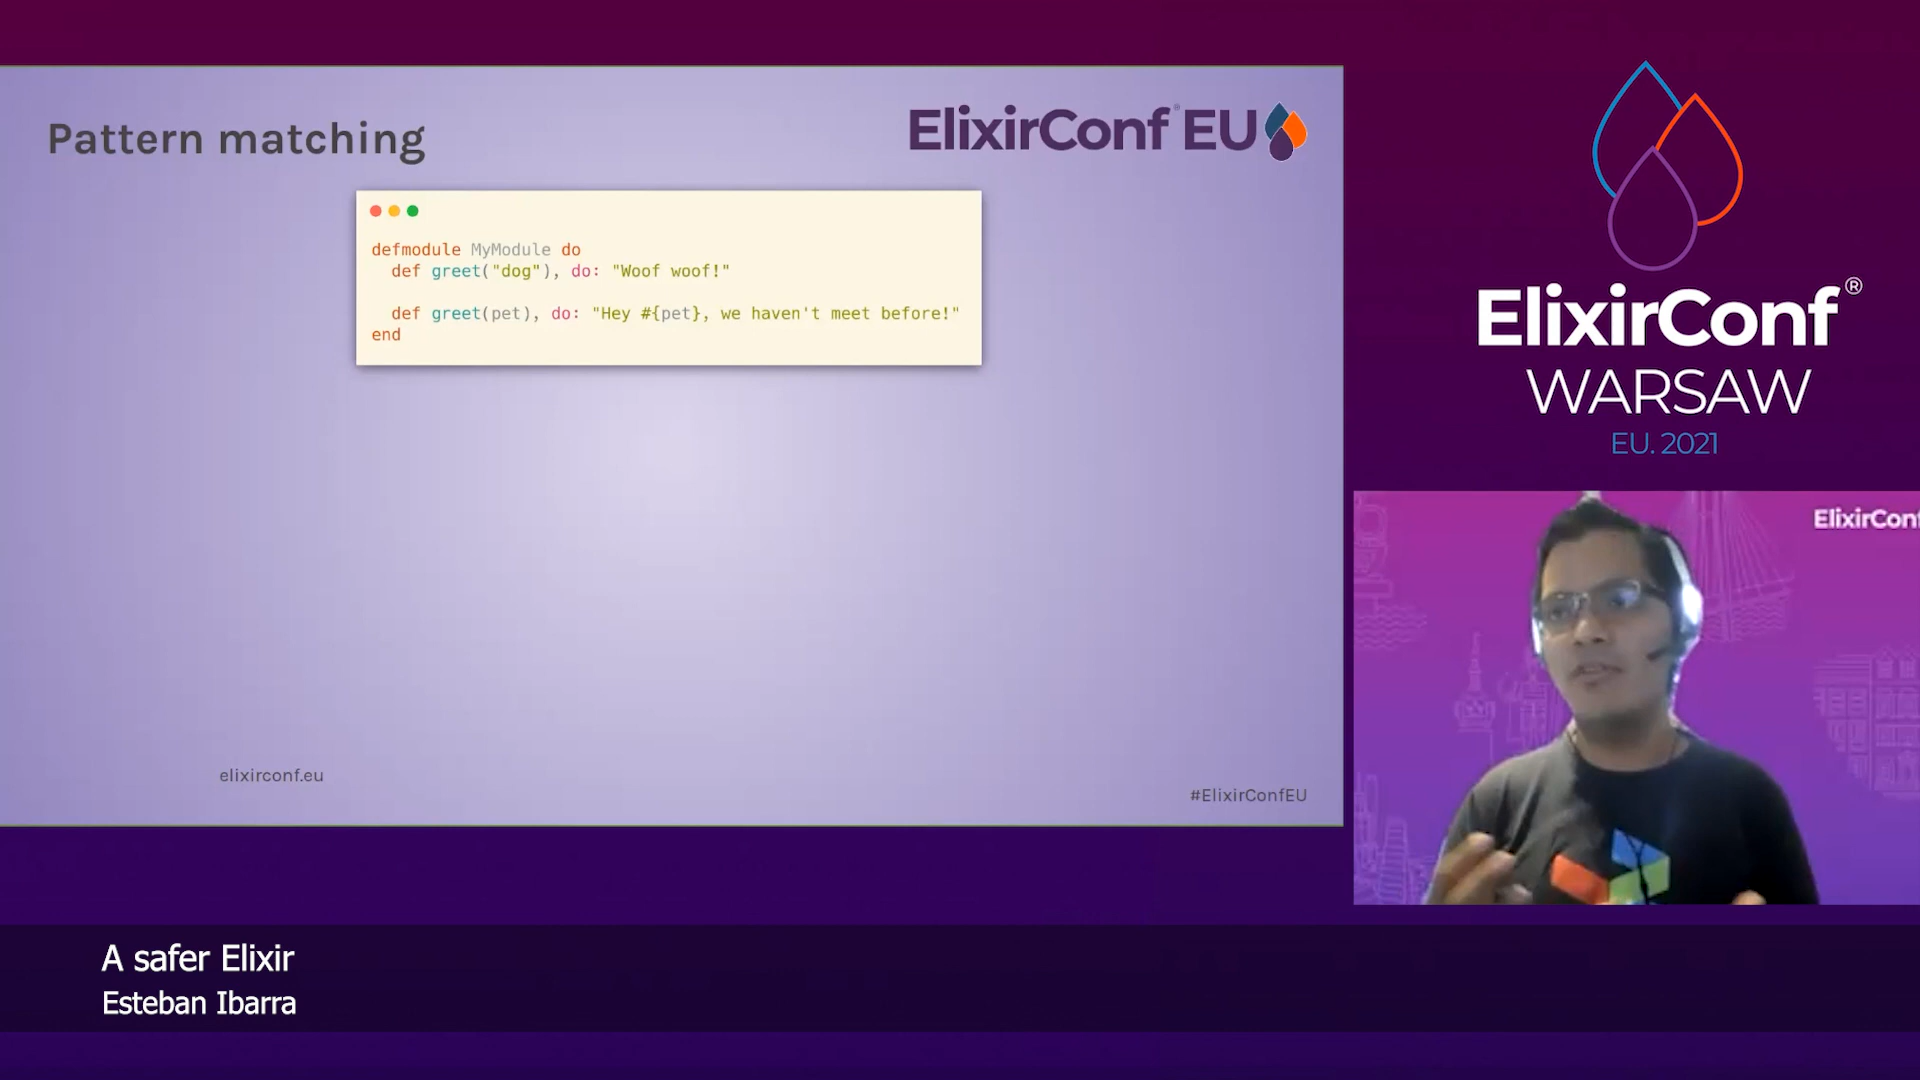 Pattern matching
ElixirConf® EU
defmodule MyModule do
def greet("dog"), do: "Woof woof!"
def greet(pet), do: "Hey #{pet}, we haven't meet before!"
end
elixirconf.eu
#ElixirConfEU
ElixirConf®
WARSAW
EU. 2021
ElixirConf
A safer Elixir
Esteban Ibarra